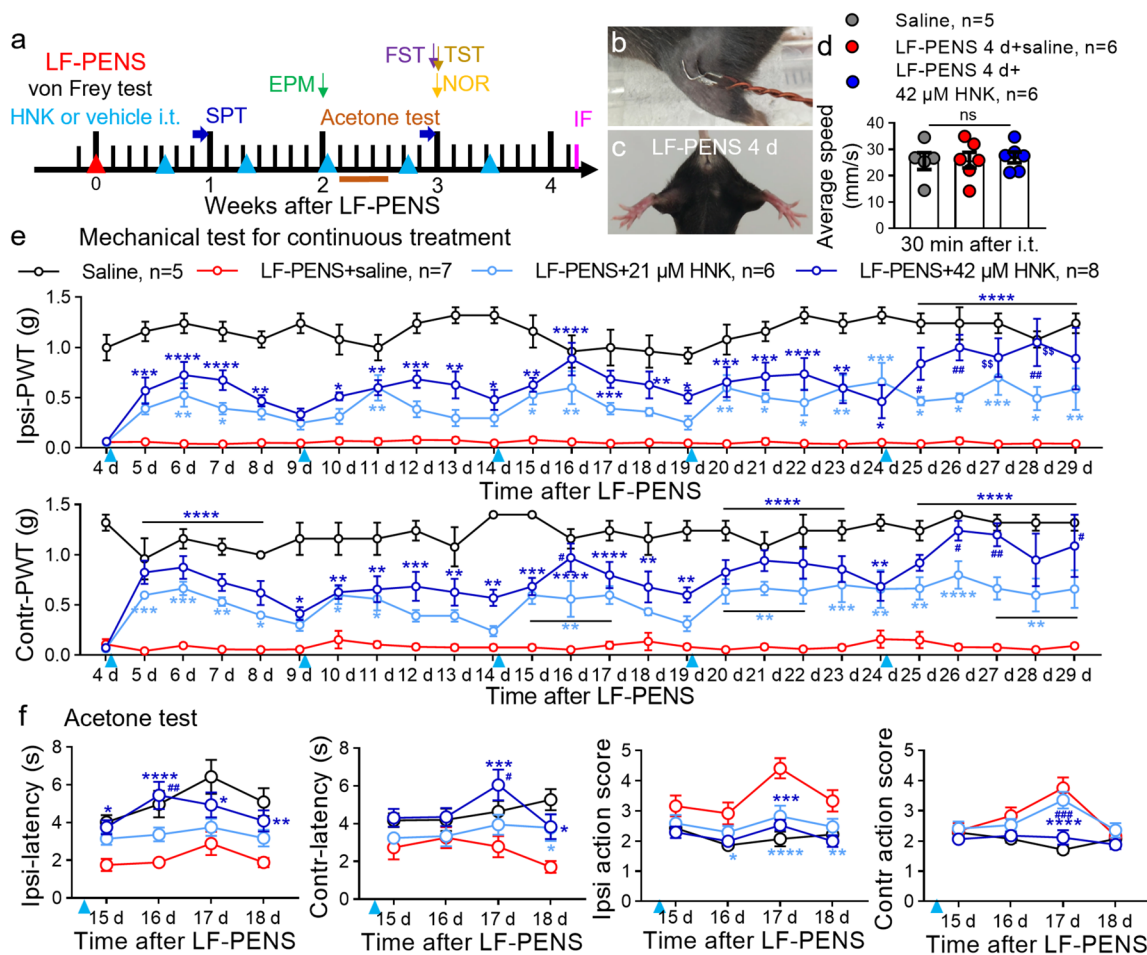 a
LF-PENS
von Frey test
HNK or vehicle i.t.
SPT
EPM
FST
TST
NOR
Acetone test
IF
0 1 2 3 4
Weeks after LF-PENS
b
c
LF-PENS 4 d
d
Saline, n=5
LF-PENS 4 d+saline, n=6
LF-PENS 4 d+
42 µM HNK, n=6
ns
Average speed
(mm/s)
40
30
20
10
0
30 min after i.t.
e Mechanical test for continuous treatment
Saline, n=5 LF-PENS+saline, n=7 LF-PENS+21 µM HNK, n=6 LF-PENS+42 µM HNK, n=8
Ipsi-PWT (g)
1.5
1.0
0.5
0.0
4 d 5 d 6 d 7 d 8 d 9 d 10 d 11 d 12 d 13 d 14 d 15 d 16 d 17 d 18 d 19 d 20 d 21 d 22 d 23 d 24 d 25 d 26 d 27 d 28 d 29 d
Time after LF-PENS
Contr-PWT (g)
1.5
1.0
0.5
0.0
4 d 5 d 6 d 7 d 8 d 9 d 10 d 11 d 12 d 13 d 14 d 15 d 16 d 17 d 18 d 19 d 20 d 21 d 22 d 23 d 24 d 25 d 26 d 27 d 28 d 29 d
Time after LF-PENS
f Acetone test
Ipsi-latency (s)
8
6
4
2
0
15 d 16 d 17 d 18 d
Time after LF-PENS
Contr-latency (s)
8
6
4
2
0
15 d 16 d 17 d 18 d
Time after LF-PENS
Ipsi action score
5
4
3
2
1
0
15 d 16 d 17 d 18 d
Time after LF-PENS
Contr action score
5
4
3
2
1
0
15 d 16 d 17 d 18 d
Time after LF-PENS